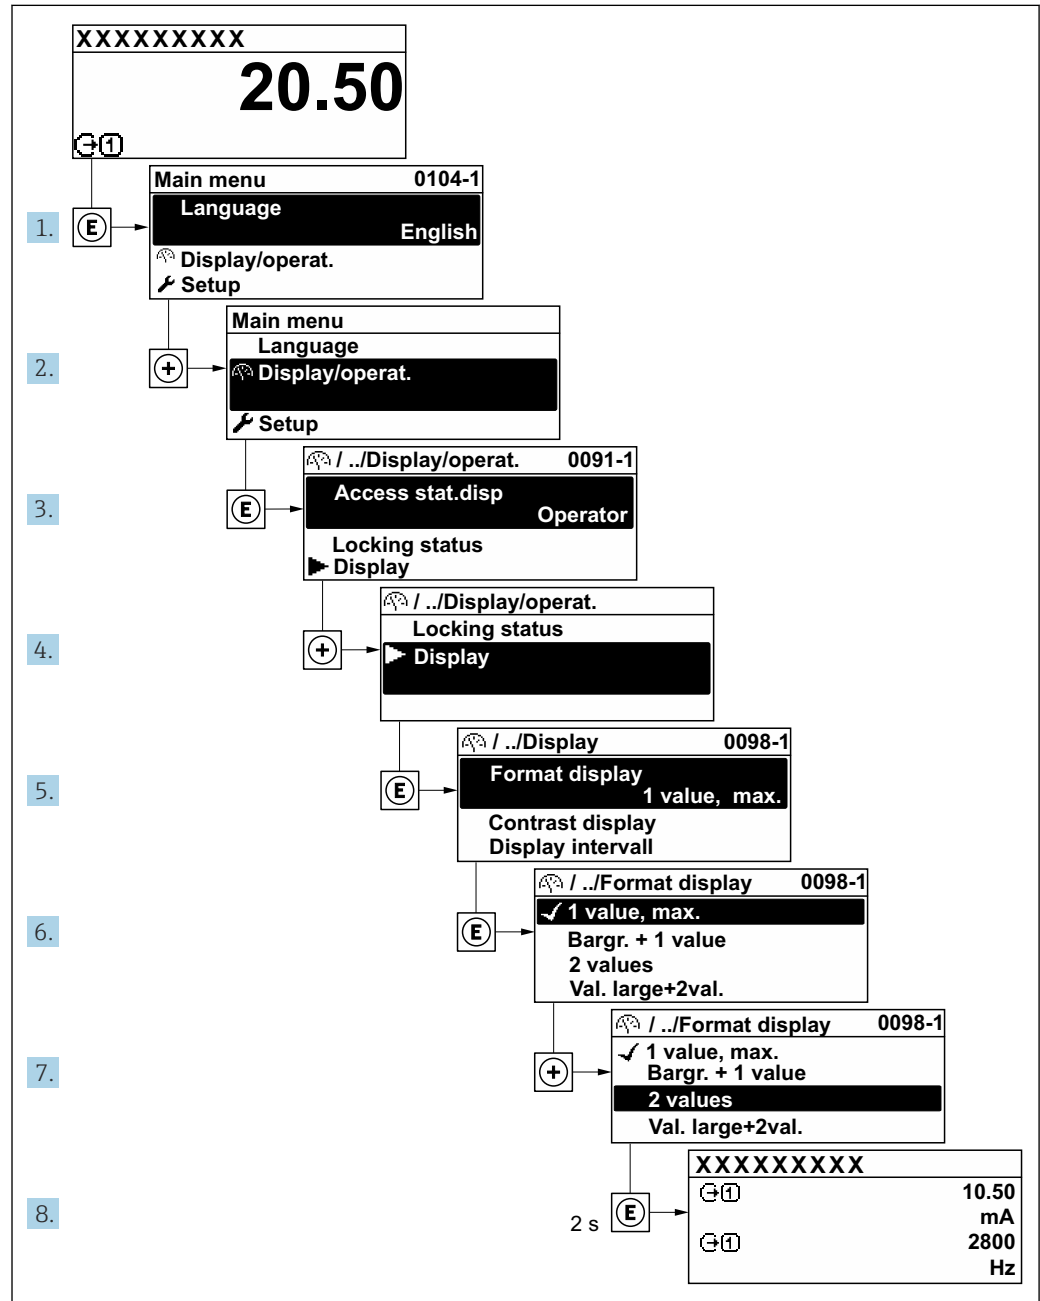 XXXXXXXXX
20.50
1
Main menu 0104-1
Language
English
1. E
Display/operat.
Setup
Main menu
Language
2. + Display/operat.
Setup
/ ../Display/operat. 0091-1
Access stat.disp
3. E Operator
Locking status
Display
/ ../Display/operat.
Locking status
4. + Display
/ ../Display 0098-1
Format display
5. E 1 value, max.
Contrast display
Display intervall
/ ../Format display 0098-1
1 value, max.
6. E Bargr. + 1 value
2 values
Val. large+2val.
/ ../Format display 0098-1
1 value, max.
7. + Bargr. + 1 value
2 values
Val. large+2val.
XXXXXXXXX
1 10.50
8. 2 s E mA
1 2800
Hz